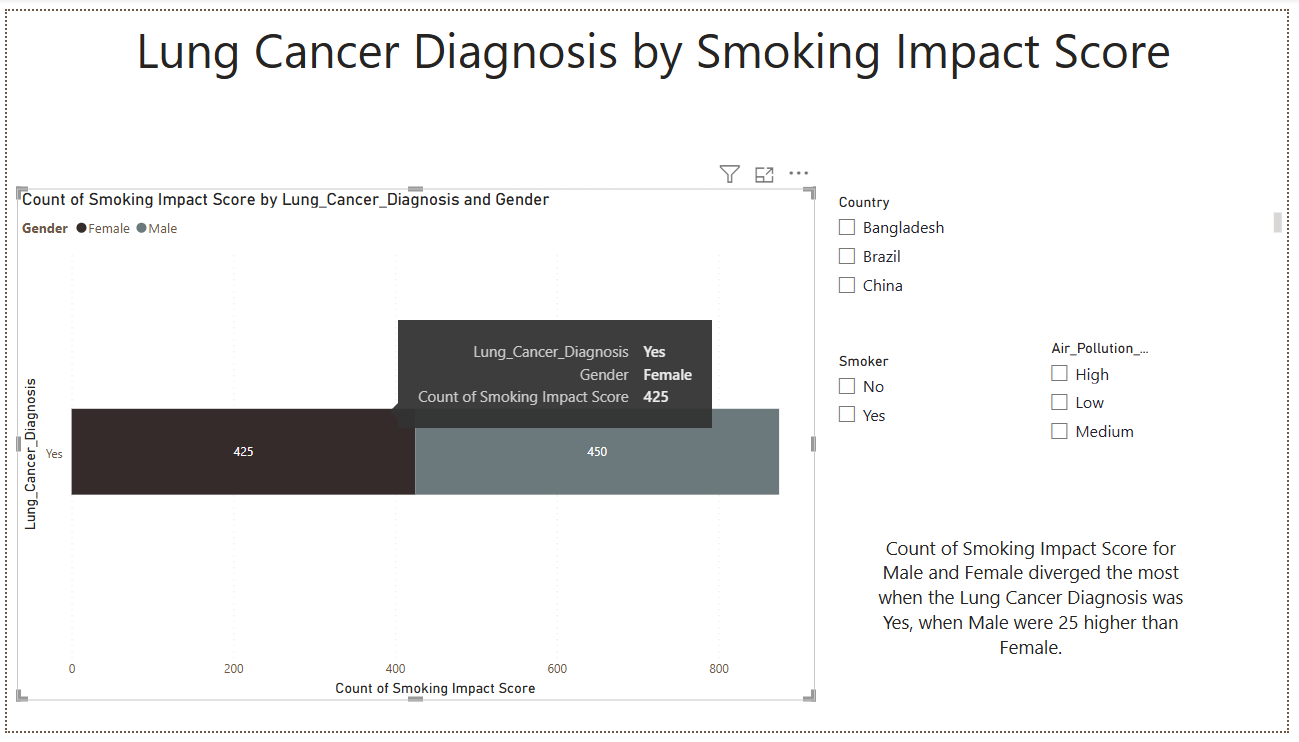 Lung Cancer Diagnosis by Smoking Impact Score
Count of Smoking Impact Score by Lung_Cancer_Diagnosis and Gender
Gender Female Male
Lung_Cancer_Diagnosis Yes
Gender Female
Count of Smoking Impact Score 425
Lung_Cancer_Diagnosis
Yes
425
450
0 200 400 600 800
Count of Smoking Impact Score
Country
Bangladesh
Brazil
China
Smoker
No
Yes
Air_Pollution_...
High
Low
Medium
Count of Smoking Impact Score for
Male and Female diverged the most
when the Lung Cancer Diagnosis was
Yes, when Male were 25 higher than
Female.